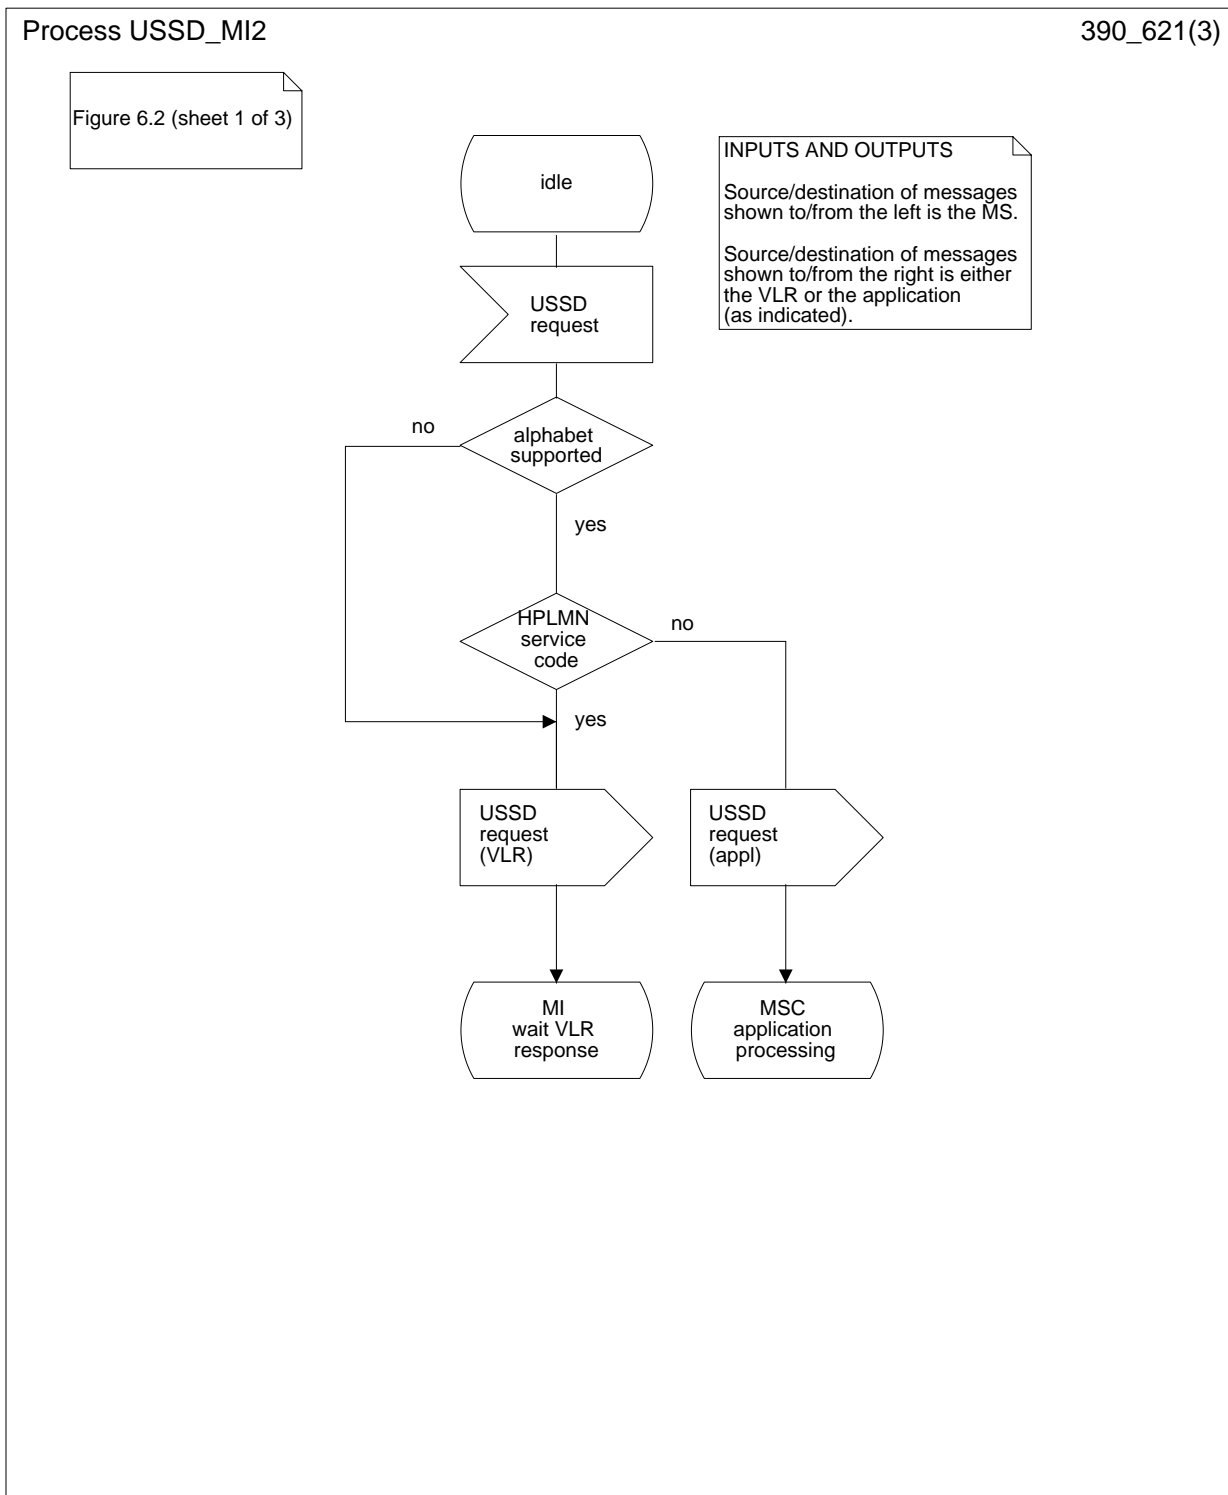 Process USSD_MI2
390_621(3)
Figure 6.2 (sheet 1 of 3)
idle
INPUTS AND OUTPUTS
Source/destination of messages
shown to/from the left is the MS.
Source/destination of messages
shown to/from the right is either
the VLR or the application
(as indicated).
USSD
request
no
alphabet
supported
yes
HPLMN
service
code
no
yes
USSD
request
(VLR)
USSD
request
(appl)
MI
wait VLR
response
MSC
application
processing